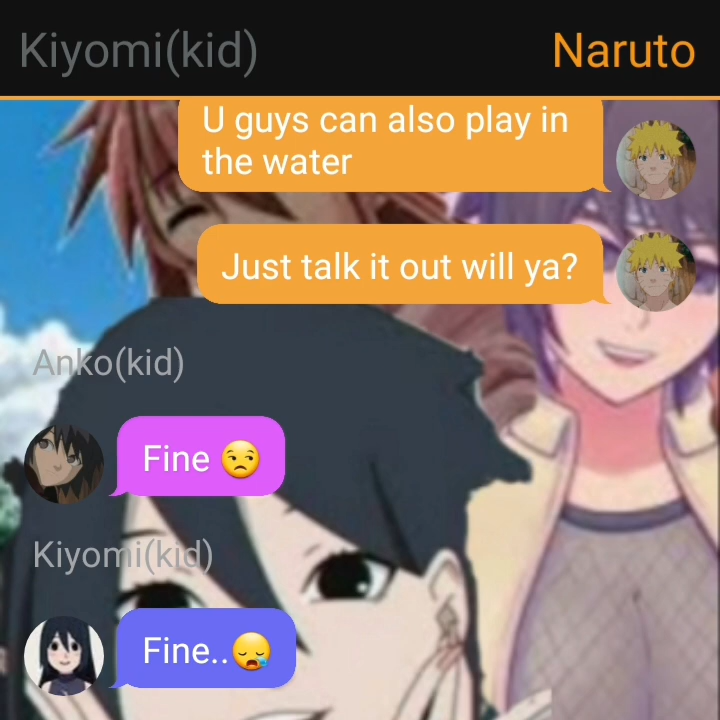 Kiyomi(kid) Naruto
U guys can also play in
the water
Just talk it out will ya?
Anko(kid)
Fine 😒
Kiyomi(kid)
Fine..😪